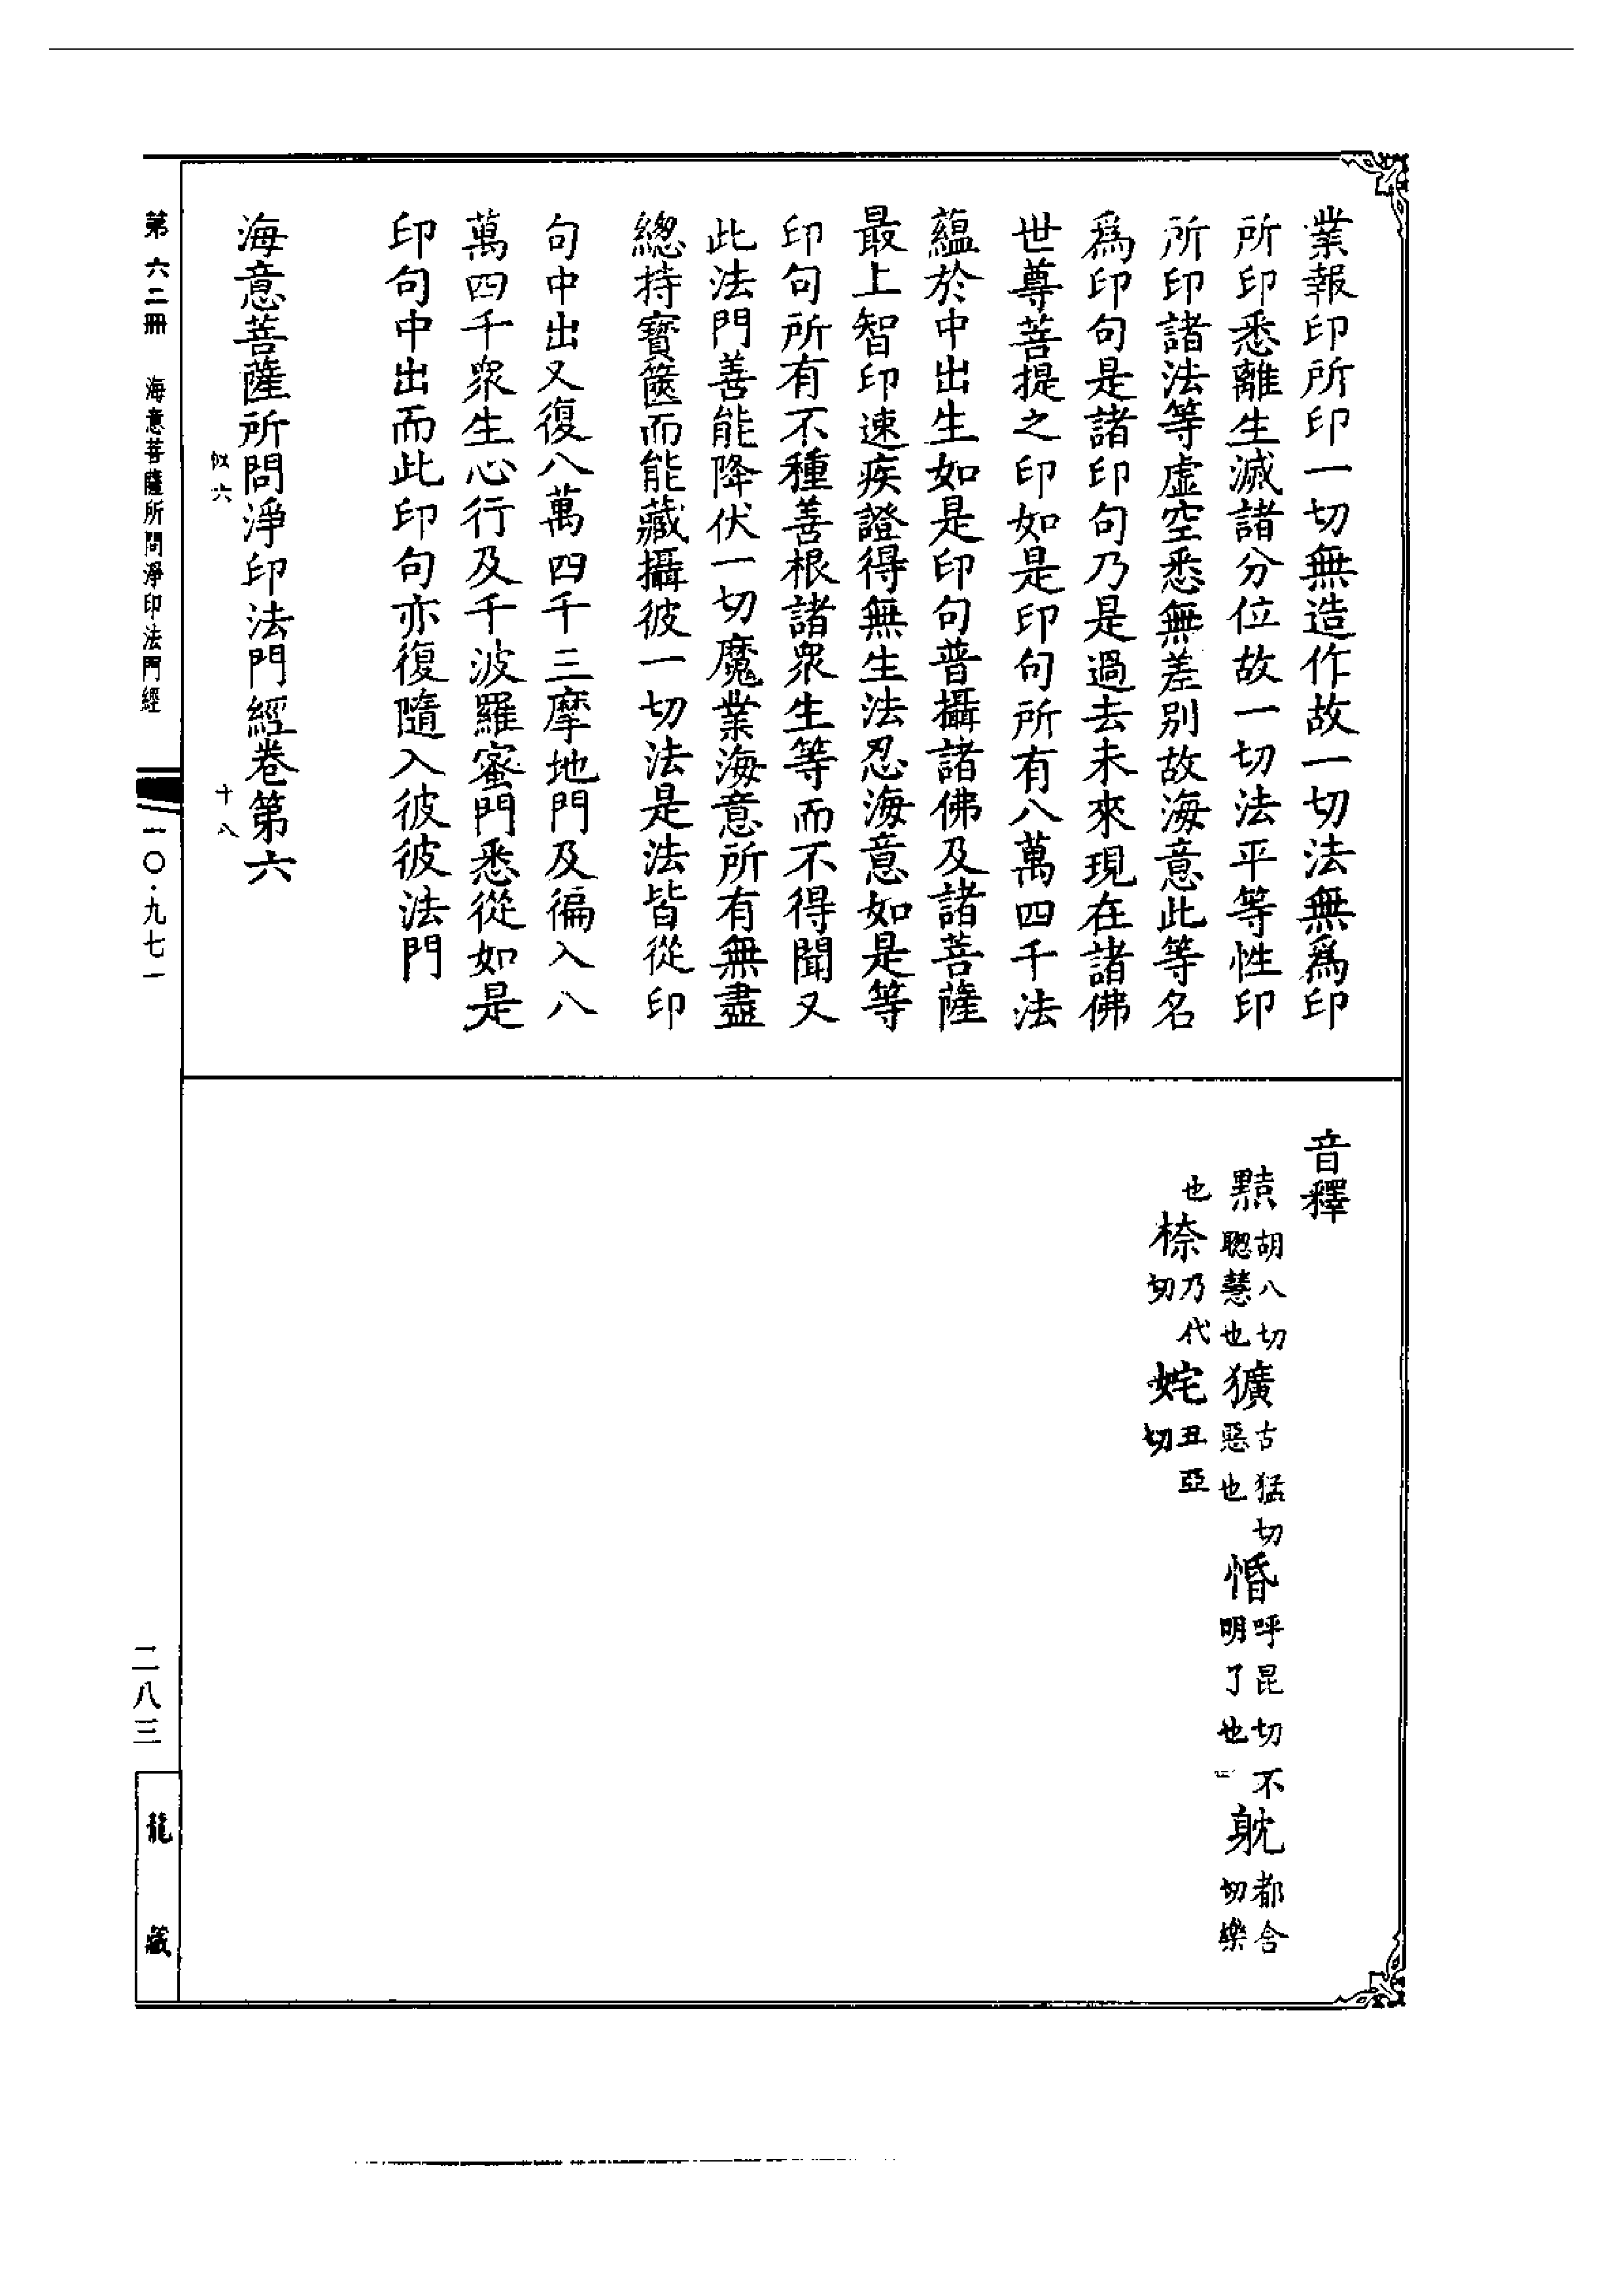 業報印所印一切無造作故一切法無爲印
所印悉離生滅諸分位故一切法平等性印
所印諸法等虛空悉無差別故海意此等名
爲印句是諸印句乃是過去未來現在諸佛
世尊菩提之印如是印句所有八萬四千法
蘊於中出生如是印句普攝諸佛及諸菩薩
最上智印速疾證得無生法忍海意如是等
印句所有不種善根諸衆生等而不得聞又
此法門善能降伏一切魔業海意所有無盡
總持寶篋而能藏攝彼一切法是法皆從印
句中出又復八萬四千三摩地門及徧入八
萬四千衆生心行及千波羅蜜門悉從如是
印句中出而此印句亦復隨入彼彼法門
海意菩薩所問淨印法門經卷第六
似六
十八
音釋
黠胡八切聰慧也獷古猛切惡也惛呼昆切不明了也躭都含切樂
也㮈乃代切奼丑亞切
第六二冊
海意菩薩所問淨印法門經
一〇·九七一
二八三
龍藏